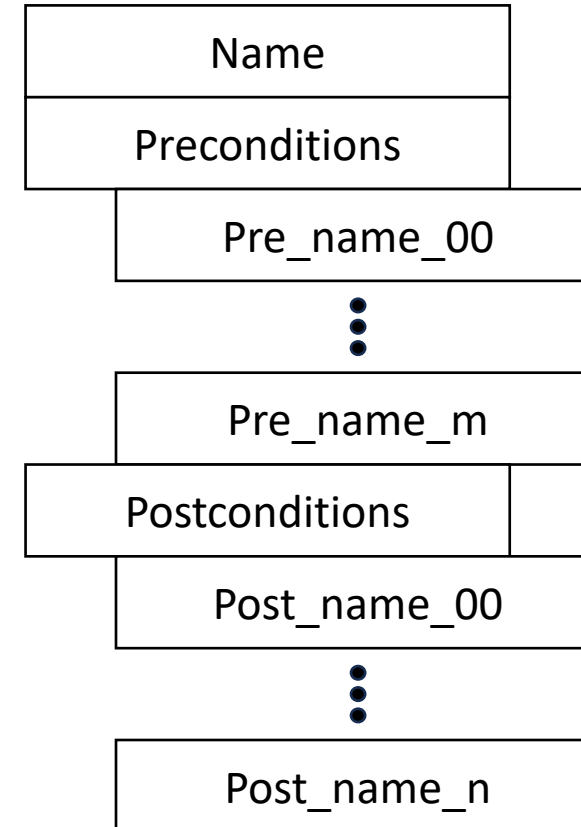 Name
Preconditions
Pre_name_00
Pre_name_m
Postconditions
Post_name_00
Post_name_n